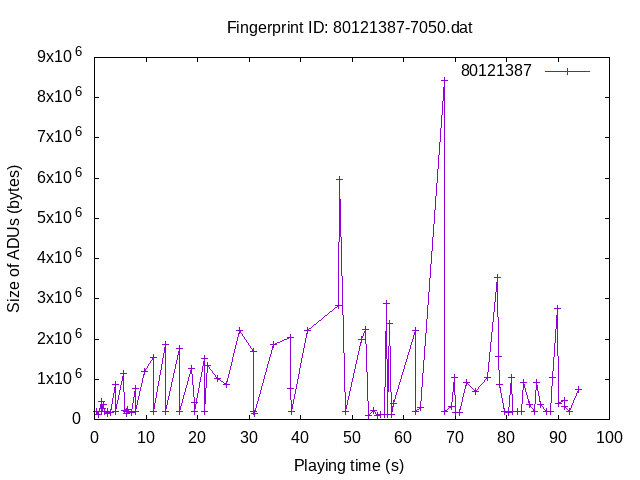 Fingerprint ID: 80121387-7050.dat
80121387
9x10^6
8x10^6
7x10^6
6x10^6
5x10^6
4x10^6
3x10^6
2x10^6
1x10^6
0
Size of ADUs (bytes)
0 10 20 30 40 50 60 70 80 90 100
Playing time (s)